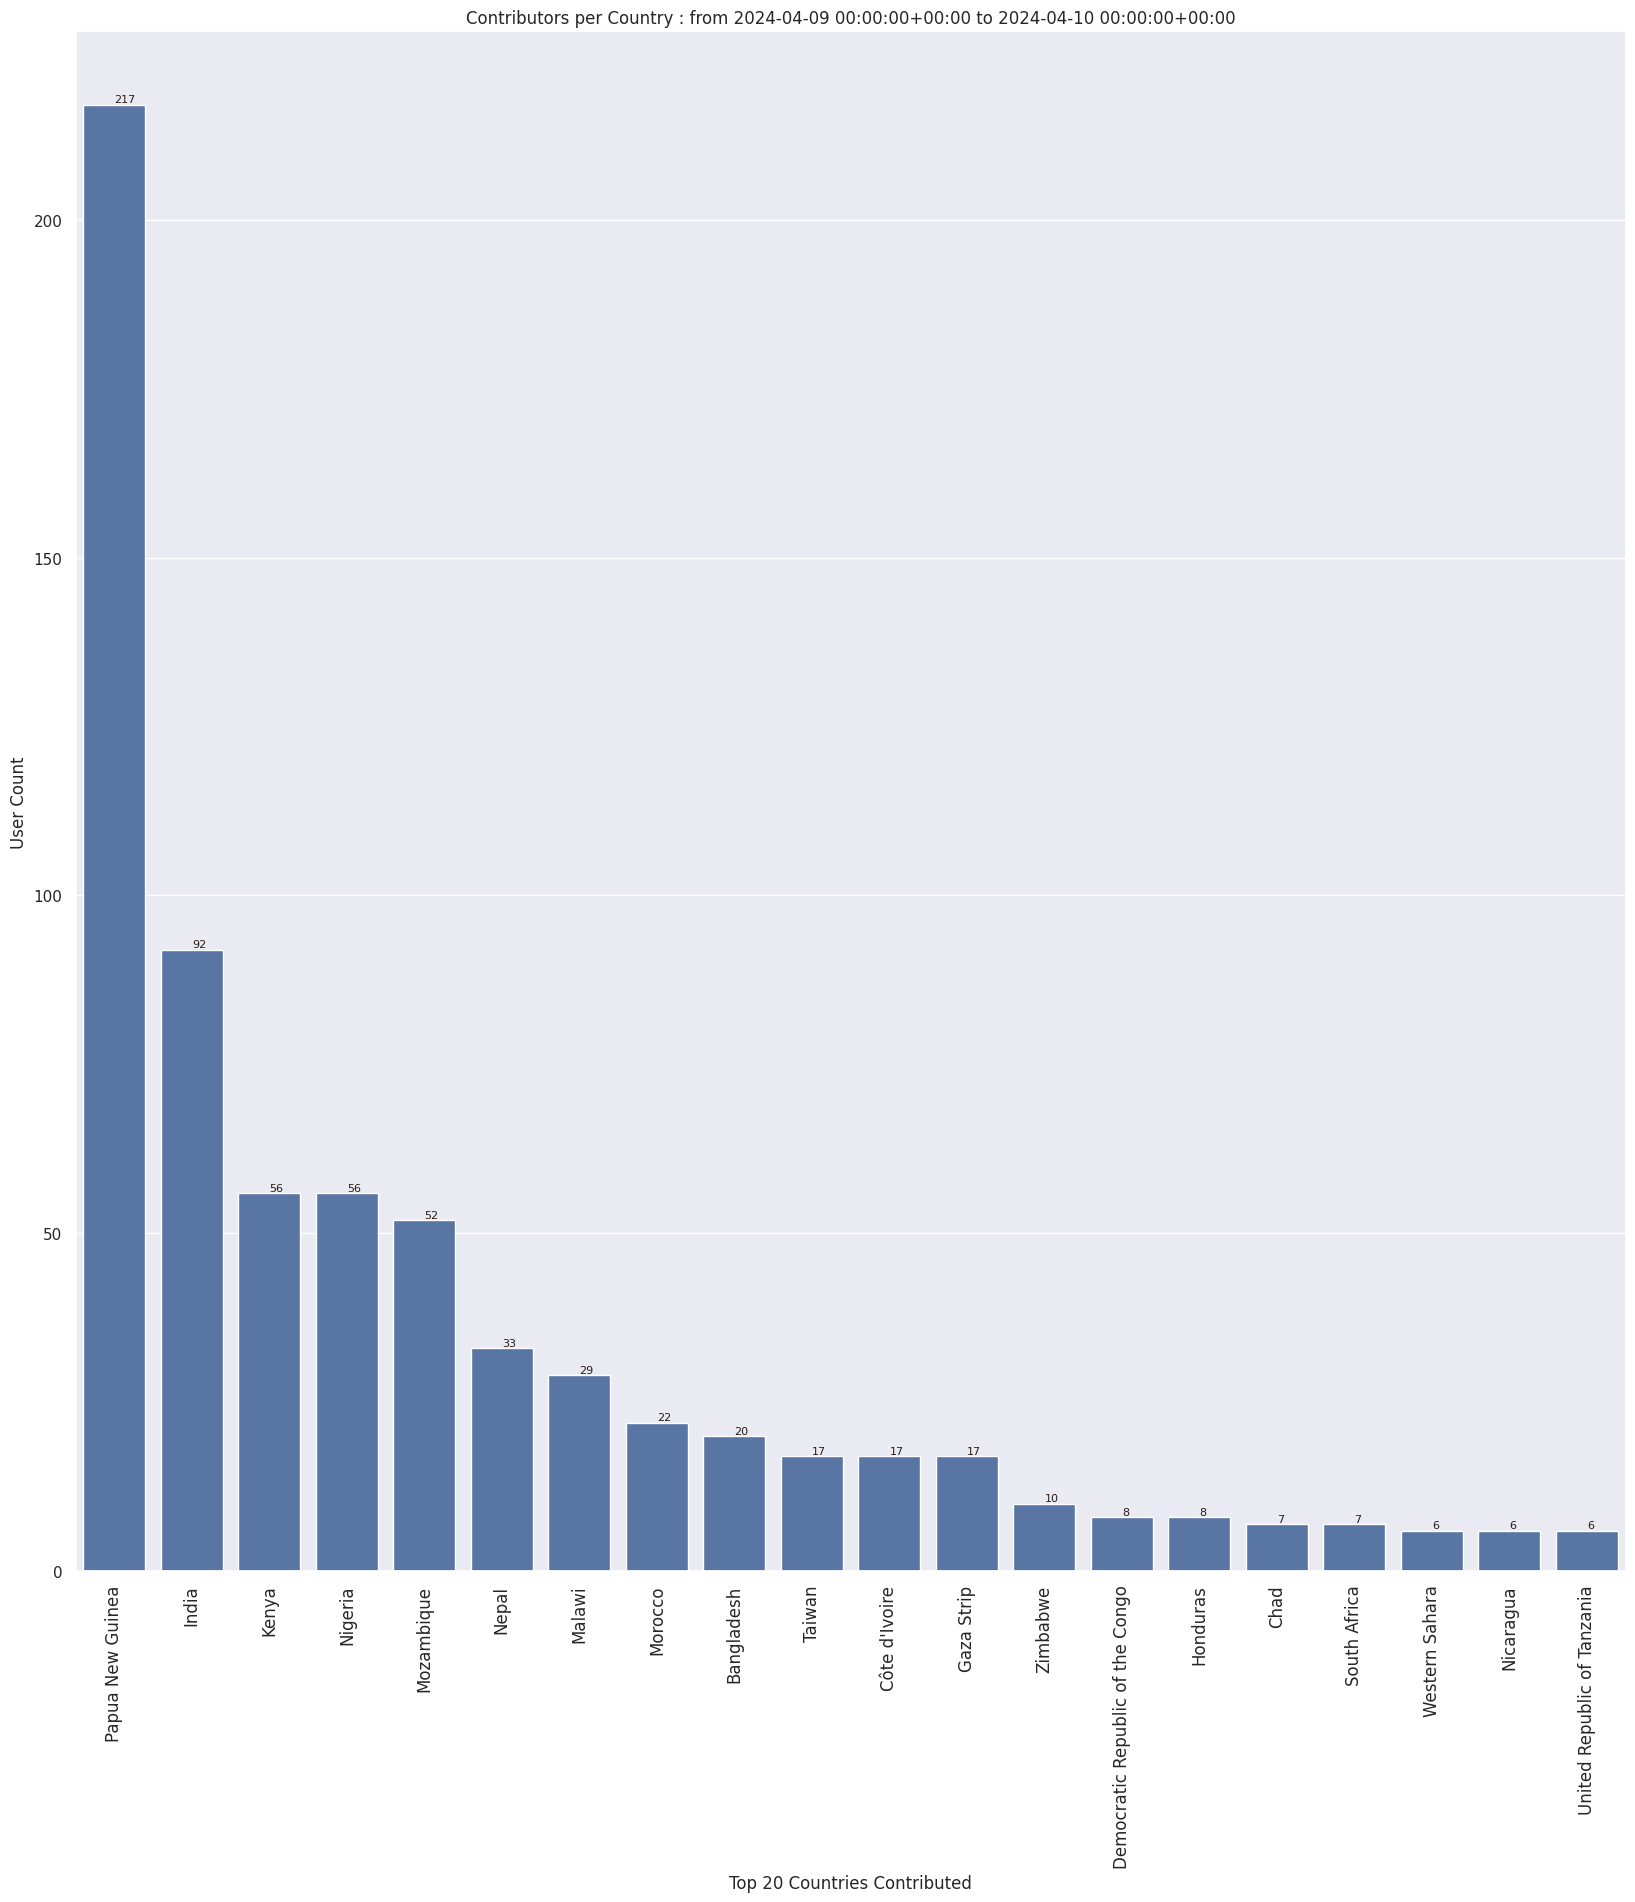 Contributors per Country : from 2024-04-09 00:00:00+00:00 to 2024-04-10 00:00:00+00:00
User Count
200
150
100
50
0
217
92
56
56
52
33
29
22
20
17
17
17
10
8
8
7
7
6
6
6
Papua New Guinea
India
Kenya
Nigeria
Mozambique
Nepal
Malawi
Morocco
Bangladesh
Taiwan
Côte d'Ivoire
Gaza Strip
Zimbabwe
Democratic Republic of the Congo
Honduras
Chad
South Africa
Western Sahara
Nicaragua
United Republic of Tanzania
Top 20 Countries Contributed